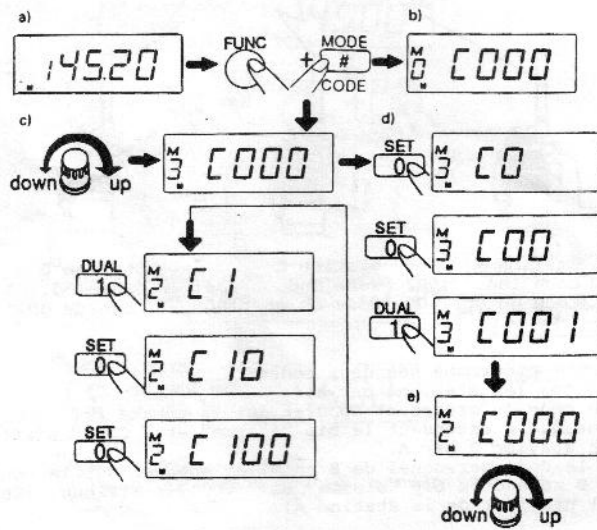 a)
145.20
FUNC
+
MODE
#
CODE
b)
M
0
C000
c)
down
up
M
3
C000
d)
SET
0
M
3
C0
SET
0
M
3
C00
DUAL
1
M
3
C001
DUAL
1
M
2
C1
SET
0
M
2
C10
SET
0
M
2
C100
e)
M
2
C000
down
up